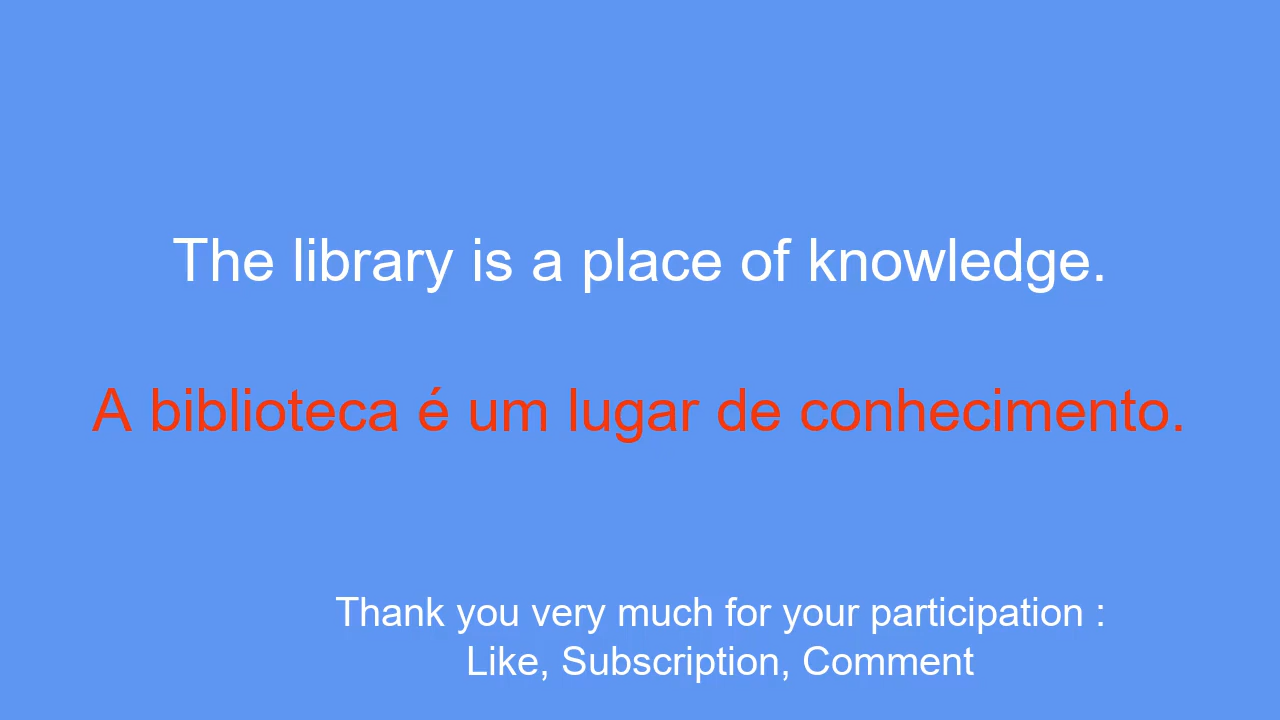 The library is a place of knowledge.
A biblioteca é um lugar de conhecimento.
Thank you very much for your participation :
Like, Subscription, Comment